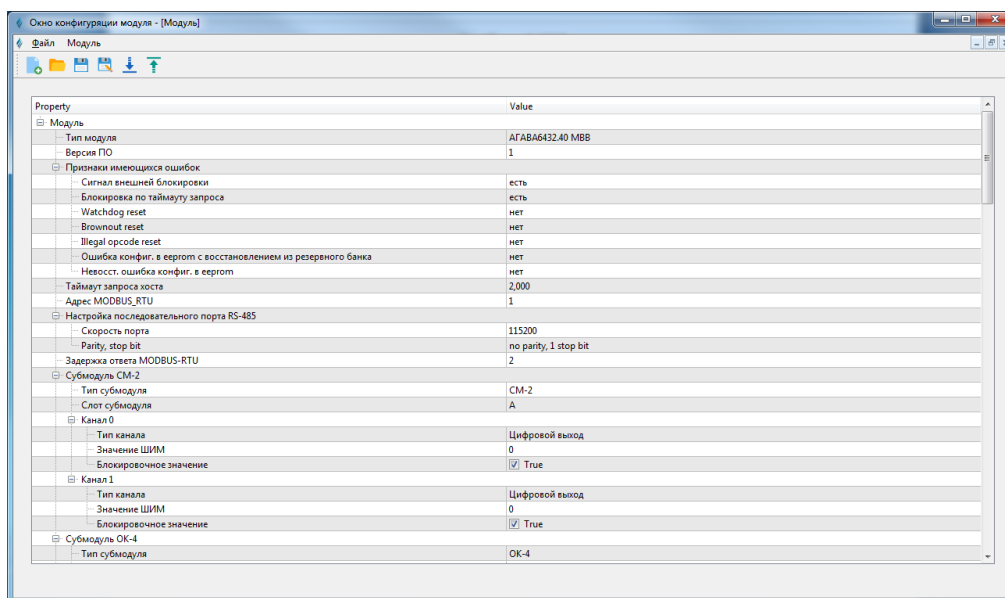 Окно конфигурации модуля - [Модуль]
Файл Модуль
Property Value
Модуль
Тип модуля АГАВА6432.40 МВВ
Версия ПО 1
Признаки имеющихся ошибок
Сигнал внешней блокировки есть
Блокировка по таймауту запроса есть
Watchdog reset нет
Brownout reset нет
Illegal opcode reset нет
Ошибка конфиг. в eeprom с восстановлением из резервного банка нет
Невосст. ошибка конфиг. в eeprom нет
Таймаут запроса хоста 2,000
Адрес MODBUS_RTU 1
Настройка последовательного порта RS-485
Скорость порта 115200
Parity, stop bit no parity, 1 stop bit
Задержка ответа MODBUS-RTU 2
Субмодуль СМ-2
Тип субмодуля СМ-2
Слот субмодуля A
Канал 0
Тип канала Цифровой выход
Значение ШИМ 0
Блокировочное значение True
Канал 1
Тип канала Цифровой выход
Значение ШИМ 0
Блокировочное значение True
Субмодуль ОК-4
Тип субмодуля ОК-4